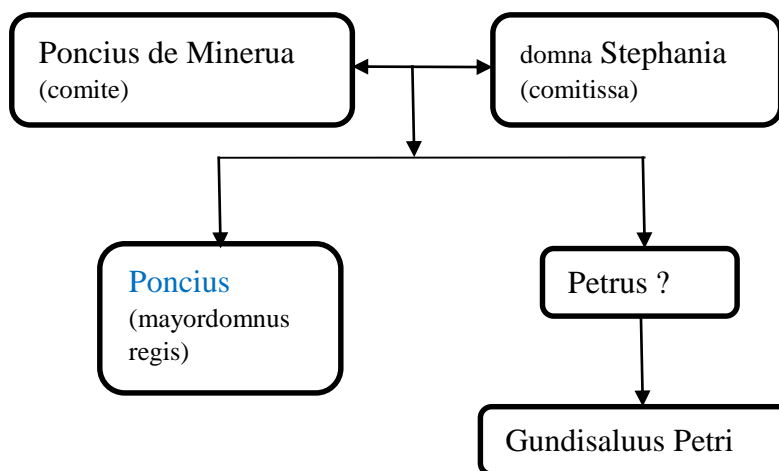 Poncius de Minerua
(comite)
domna Stephania
(comitissa)
Poncius
(mayordomnus
regis)
Petrus ?
Gundisaluus Petri